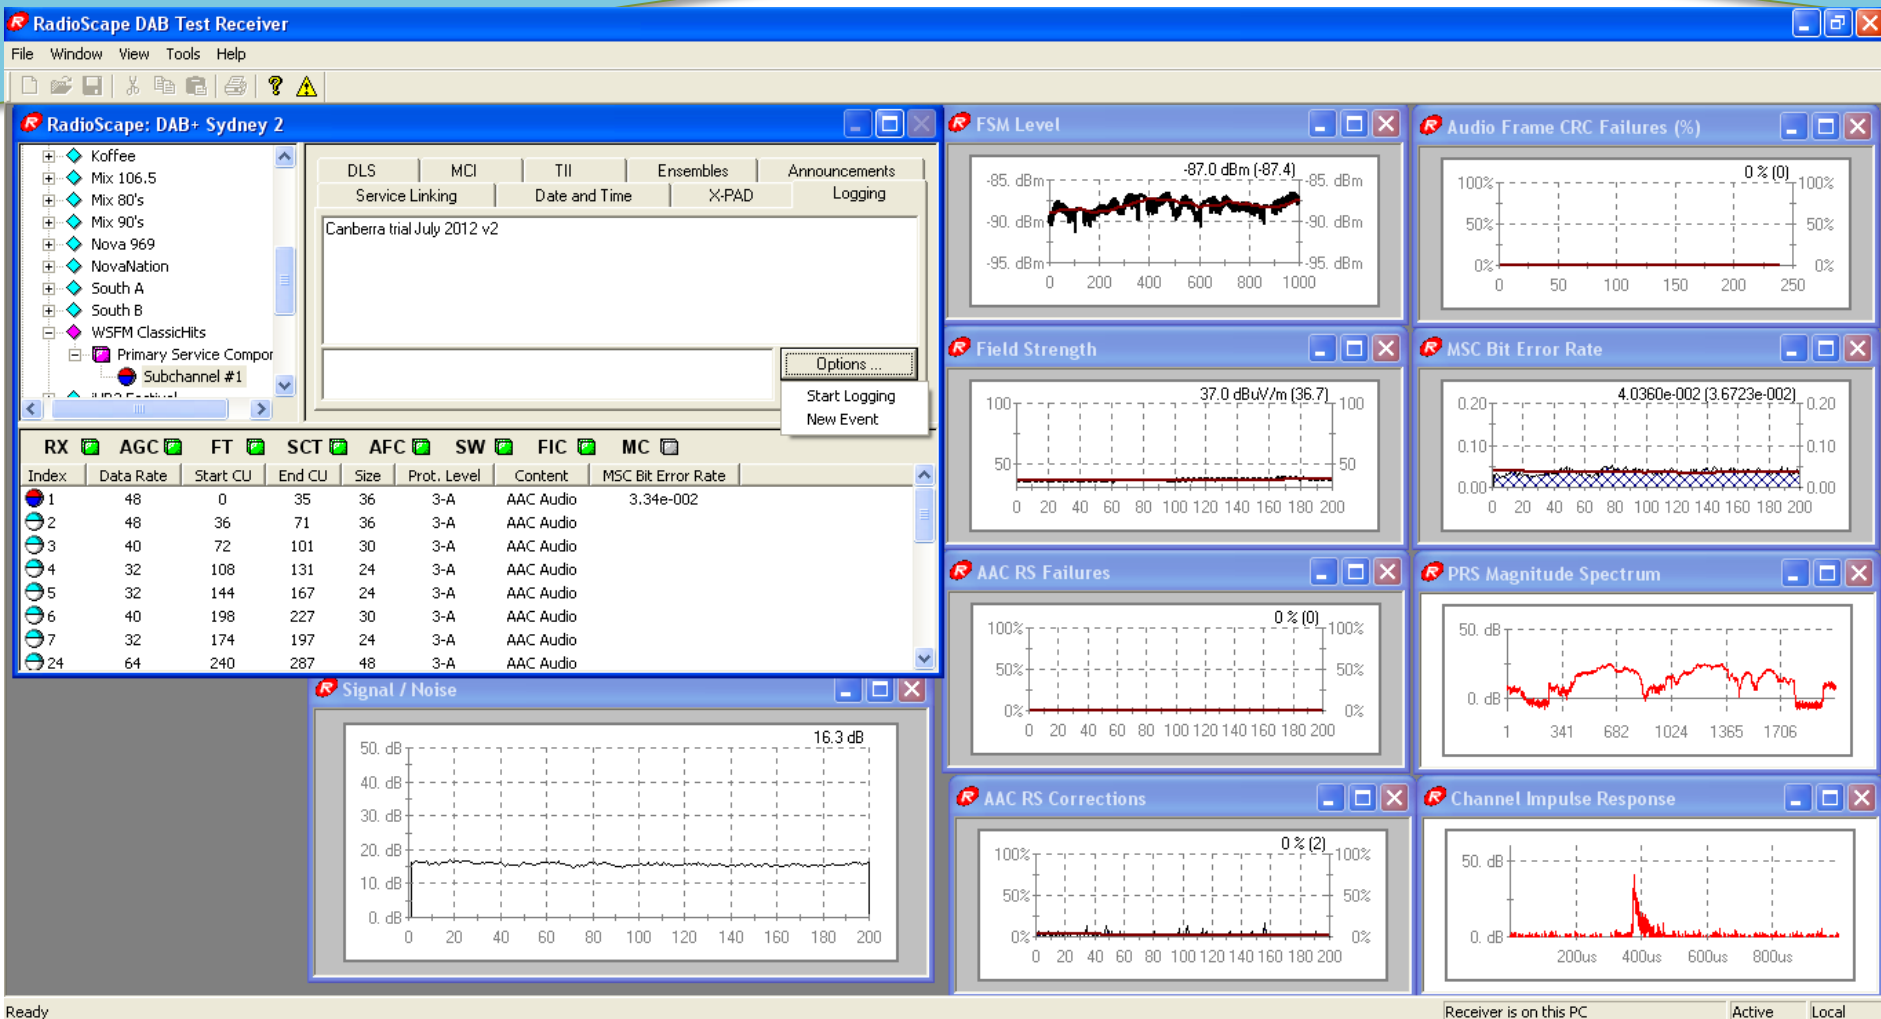 RadioScape DAB Test Receiver
File Window View Tools Help
RadioScape: DAB+ Sydney 2
Koffee
Mix 106.5
Mix 80's
Mix 90's
Nova 969
NovaNation
South A
South B
WSFM ClassicHits
Primary Service Compor
Subchannel #1
DLS MCI TII Ensembles Announcements
Service Linking Date and Time X-PAD Logging
Canberra trial July 2012 v2
Options ...
Start Logging
New Event
RX AGC FT SCT AFC SW FIC MC
Index Data Rate Start CU End CU Size Prot. Level Content MSC Bit Error Rate
1 48 0 35 36 3-A AAC Audio 3.34e-002
2 48 36 71 36 3-A AAC Audio
3 40 72 101 30 3-A AAC Audio
4 32 108 131 24 3-A AAC Audio
5 32 144 167 24 3-A AAC Audio
6 40 198 227 30 3-A AAC Audio
7 32 174 197 24 3-A AAC Audio
24 64 240 287 48 3-A AAC Audio
Signal / Noise
16.3 dB
50. dB
40. dB
30. dB
20. dB
10. dB
0. dB
0 20 40 60 80 100 120 140 160 180 200
FSM Level
-87.0 dBm (-87.4)
-85. dBm -85. dBm
-90. dBm -90. dBm
-95. dBm -95. dBm
0 200 400 600 800 1000
Audio Frame CRC Failures (%)
0 % (0)
100% 100%
50% 50%
0% 0%
0 50 100 150 200 250
Field Strength
37.0 dBuV/m (36.7)
100 100
50 50
0 20 40 60 80 100 120 140 160 180 200
MSC Bit Error Rate
4.0360e-002 (3.6723e-002)
0.20 0.20
0.10 0.10
0.00 0.00
0 20 40 60 80 100 120 140 160 180 200
AAC RS Failures
0 % (0)
100% 100%
50% 50%
0% 0%
0 20 40 60 80 100 120 140 160 180 200
PRS Magnitude Spectrum
50. dB
0. dB
1 341 682 1024 1365 1706
AAC RS Corrections
0 % (2)
100% 100%
50% 50%
0% 0%
0 20 40 60 80 100 120 140 160 180 200
Channel Impulse Response
50. dB
0. dB
200us 400us 600us 800us
Ready
Receiver is on this PC Active Local